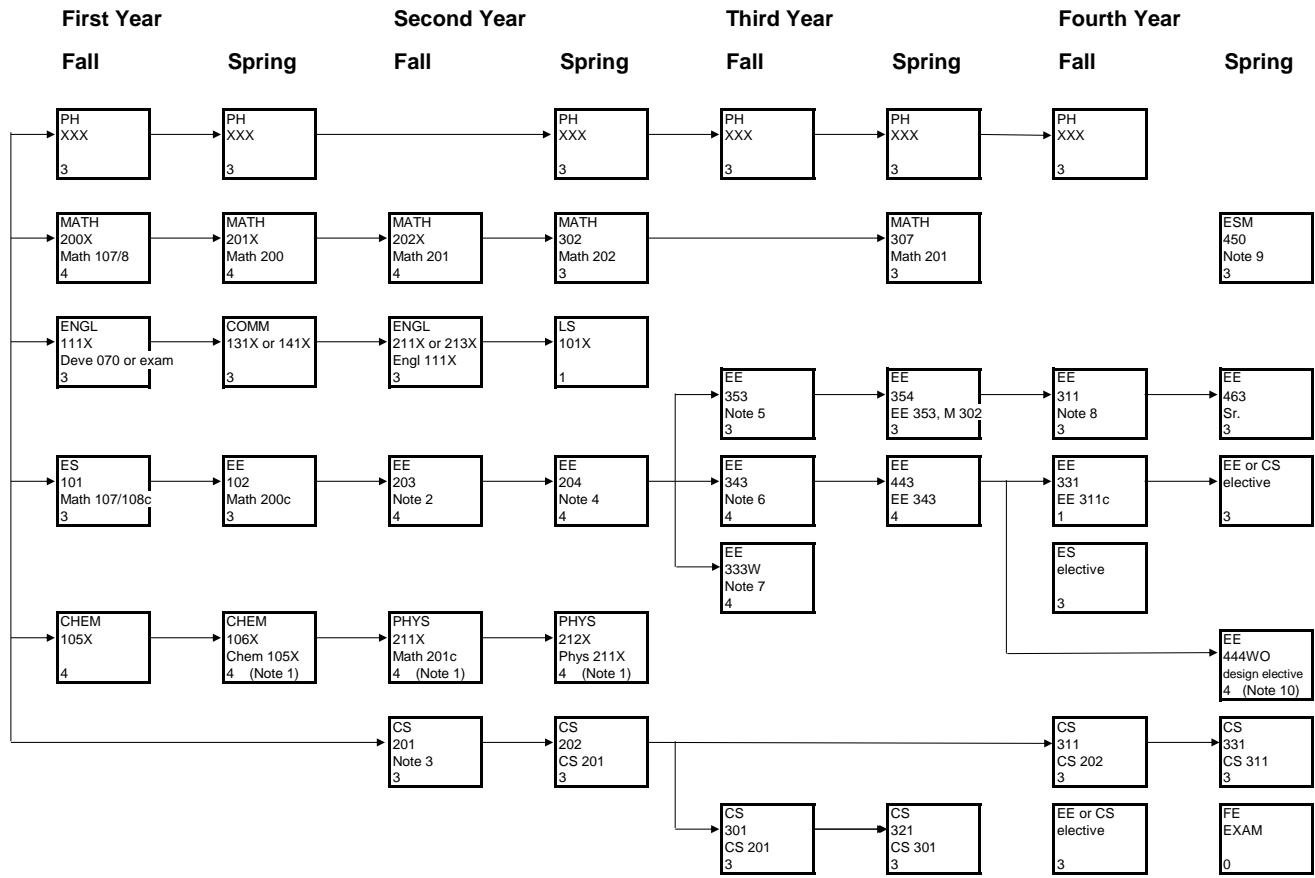 First Year Second Year Third Year Fourth Year
Fall Spring Fall Spring Fall Spring Fall Spring
PH
XXX
3
PH
XXX
3
PH
XXX
3
PH
XXX
3
PH
XXX
3
PH
XXX
3
MATH
200X
Math 107/8
4
MATH
201X
Math 200
4
MATH
202X
Math 201
4
MATH
302
Math 202
3
MATH
307
Math 201
3
ESM
450
Note 9
3
ENGL
111X
Deve 070 or exam
3
COMM
131X or 141X
3
ENGL
211X or 213X
Engl 111X
3
LS
101X
1
EE
353
Note 5
3
EE
354
EE 353, M 302
3
EE
311
Note 8
3
EE
463
Sr.
3
ES
101
Math 107/108c
3
EE
102
Math 200c
3
EE
203
Note 2
4
EE
204
Note 4
4
EE
343
Note 6
4
EE
443
EE 343
4
EE
331
EE 311c
1
EE or CS
elective
3
EE
333W
Note 7
4
ES
elective
3
CHEM
105X
4
CHEM
106X
Chem 105X
4 (Note 1)
PHYS
211X
Math 201c
4 (Note 1)
PHYS
212X
Phys 211X
4 (Note 1)
EE
444WO
design elective
4 (Note 10)
CS
201
Note 3
3
CS
202
CS 201
3
CS
311
CS 202
3
CS
331
CS 311
3
CS
301
CS 201
3
CS
321
CS 301
3
EE or CS
elective
3
FE
EXAM
0